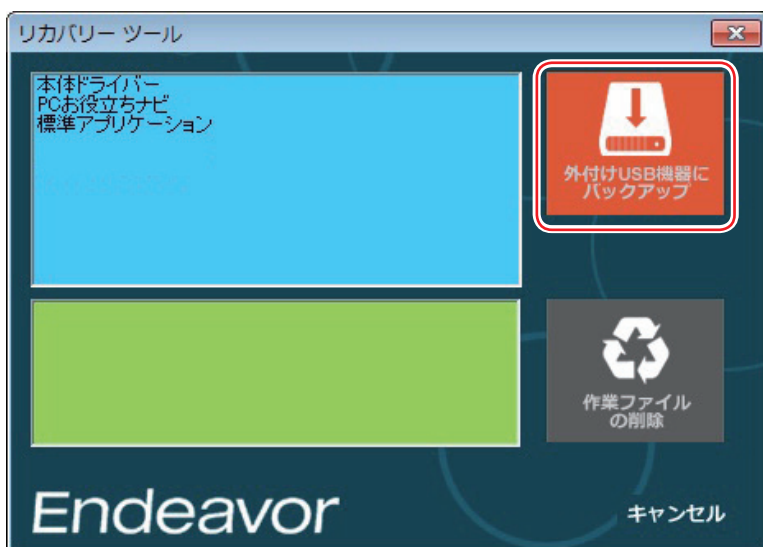 リカバリー ツール
本体ドライバー
PCお役立ちナビ
標準アプリケーション
外付けUSB機器に
バックアップ
作業ファイル
の削除
Endeavor
キャンセル